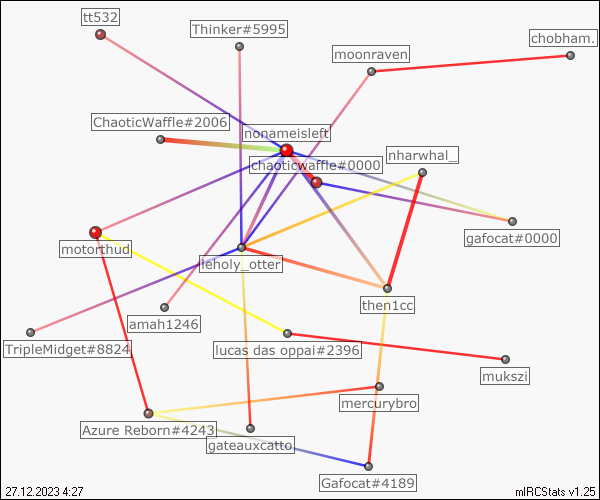 tt532
Thinker#5995
chobham.
moonraven
ChaoticWaffle#2006
nonameisleft
chaoticwaffle#0000
nharwhal_
gafocat#0000
motorthud
leholy_otter
then1cc
amah1246
TripleMidget#8824
lucas das oppai#2396
mukszi
mercurybro
Azure Reborn#4243
gateauxcatto
Gafocat#4189
27.12.2023 4:27
mIRCStats v1.25